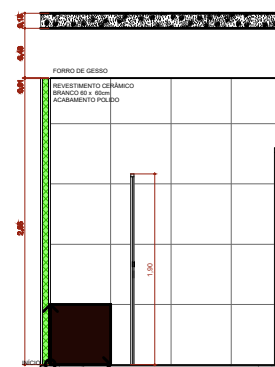 FORRO DE GESSO
REVESTIMENTO CERÂMICO
BRANCO 60 x 60cm
ACABAMENTO POLIDO
1,90
INÍCIO